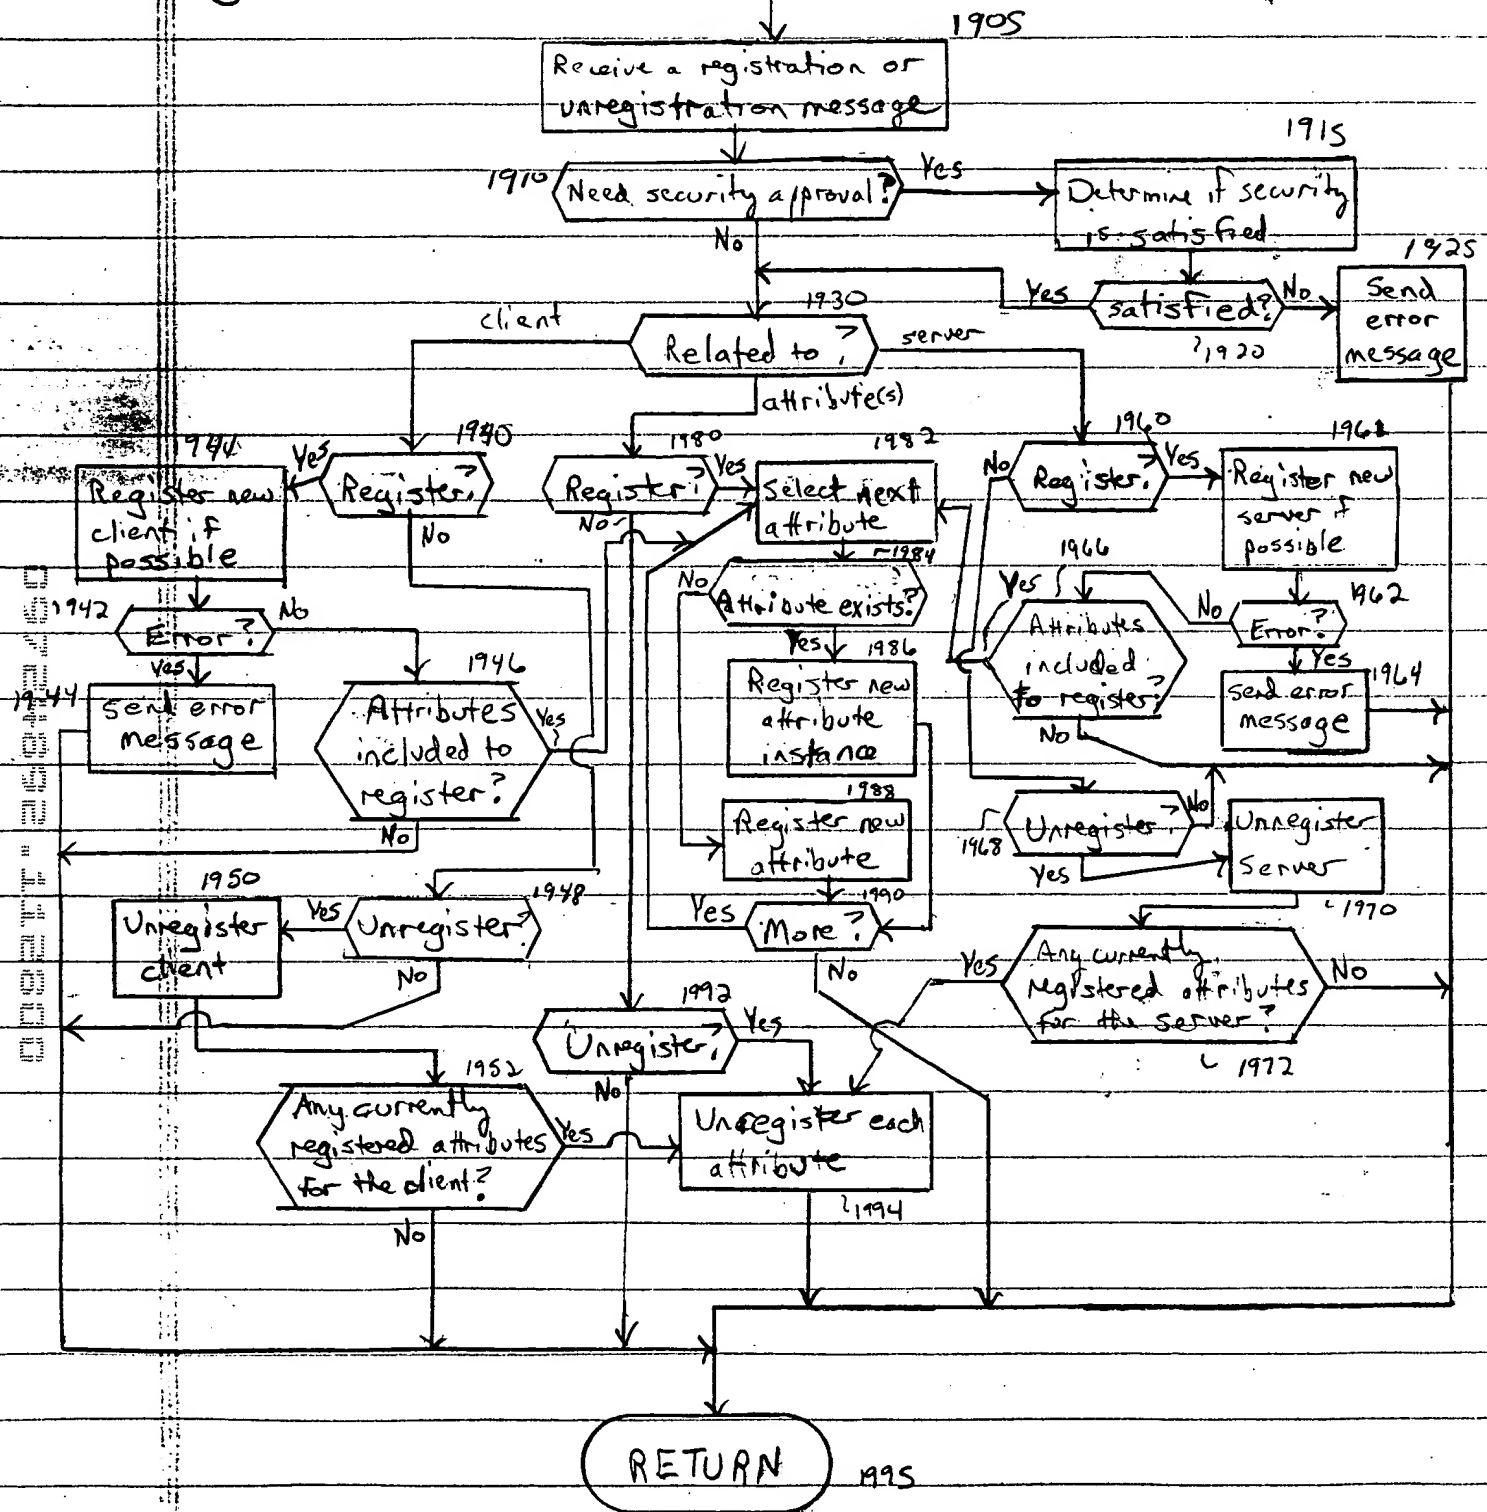 1905
Receive a registration or
unregistration message
1910
Need security approval?
Yes
No
1915
Determine if security
is satisfied
1925
Send
error
message
Yes
satisfied?
No
1920
1930
Related to?
client
server
attribute(s)
1940
Register?
Yes
No
Register new
client if
possible
1942
Error?
No
Yes
1944
Send error
message
1946
Attributes
included to
register?
Yes
No
1948
Unregister?
Yes
No
1950
Unregister
client
1952
Any currently
registered attributes
for the client?
Yes
No
1980
Register?
Yes
No
1982
Select next
attribute
1984
Attribute exists?
No
Yes
1986
Register new
attribute
instance
1988
Register new
attribute
1990
More?
Yes
No
1992
Unregister?
Yes
No
Unregister each
attribute
1994
1960
Register?
No
Yes
Register new
server if
possible
1962
Error?
No
Yes
1964
Send error
message
1966
Attributes
included
to register?
Yes
No
1968
Unregister?
No
Yes
Unregister
Server
1970
Any currently
registered attributes
for the server?
Yes
No
1972
RETURN
1995